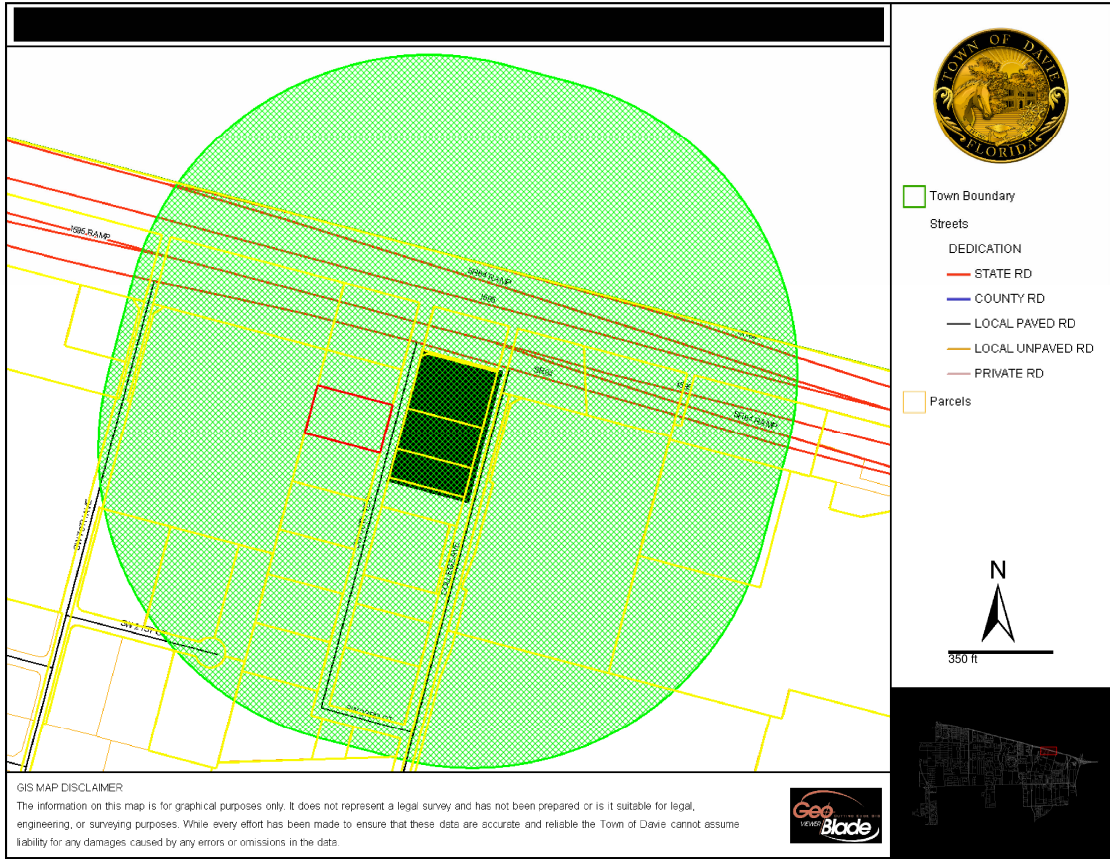 TOWN OF DAVIE
FLORIDA
Town Boundary
Streets
DEDICATION
STATE RD
COUNTY RD
LOCAL PAVED RD
LOCAL UNPAVED RD
PRIVATE RD
Parcels
I595 RAMP
SR84 RAMP
I595
SR84
SR84 RAMP
COLLEGE AVE
N
350 ft
GIS MAP DISCLAIMER
The information on this map is for graphical purposes only. It does not represent a legal survey and has not been prepared or is it suitable for legal,
engineering, or surveying purposes. While every effort has been made to ensure that these data are accurate and reliable the Town of Davie cannot assume
liability for any damages caused by any errors or omissions in the data.
Geo
VIEWER Blade